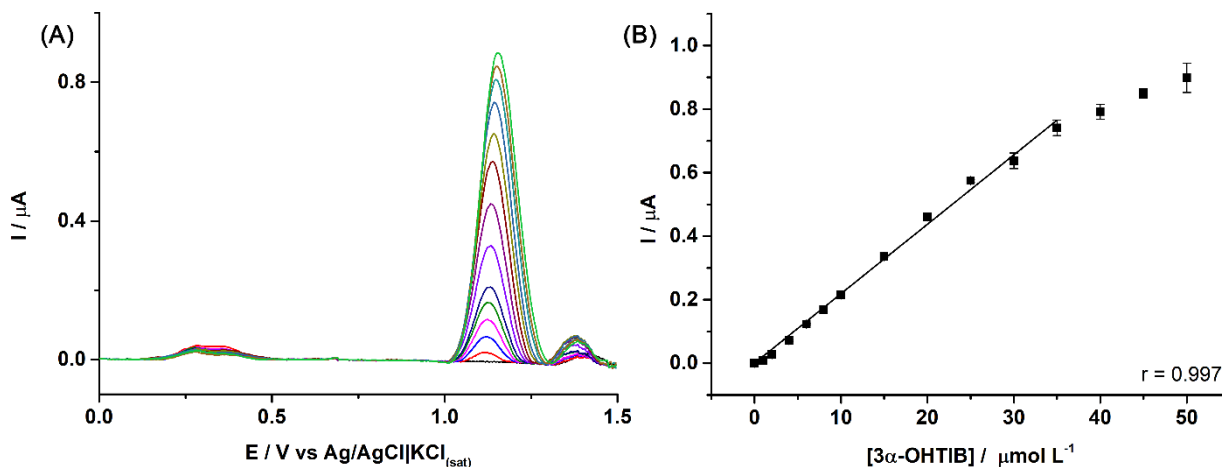 (A)
0.8
0.4
0.0
I / μA
0.0
0.5
1.0
1.5
E / V vs Ag/AgCl|KCl(sat)
(B)
1.0
0.8
0.6
0.4
0.2
0.0
I / μA
r = 0.997
0
10
20
30
40
50
[3α-OHTIB] / μmol L⁻¹